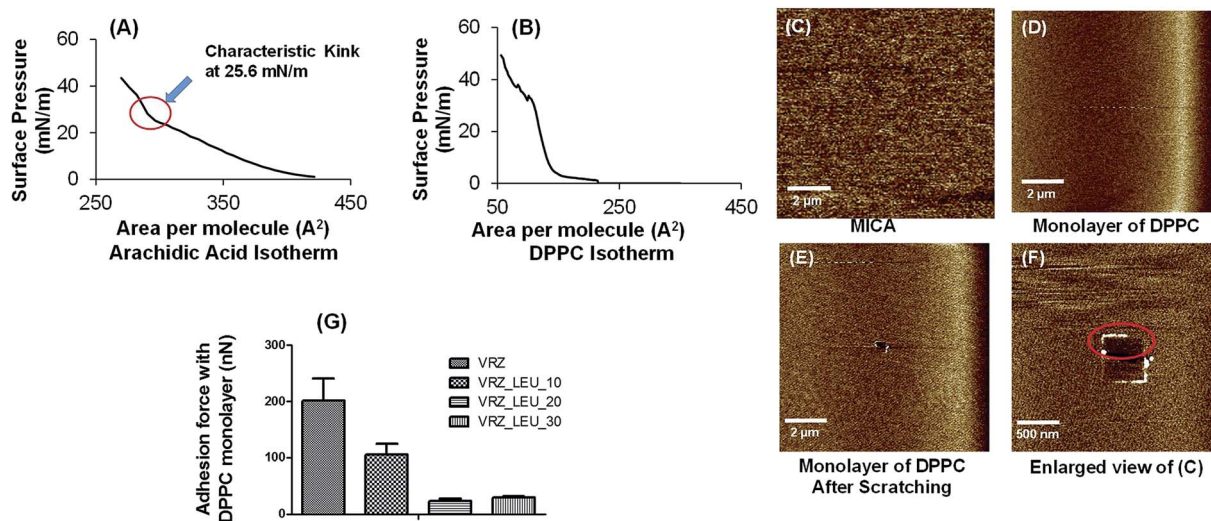 (A)
Characteristic Kink
at 25.6 mN/m
Surface Pressure
(mN/m)
60
40
20
0
250
350
450
Area per molecule (A²)
Arachidic Acid Isotherm
(B)
Surface Pressure
(mN/m)
60
40
20
0
50
250
450
Area per molecule (A²)
DPPC Isotherm
(C)
2 µm
MICA
(D)
2 µm
Monolayer of DPPC
(E)
2 µm
Monolayer of DPPC
After Scratching
(F)
500 nm
Enlarged view of (C)
(G)
Adhesion force with
DPPC monolayer (nN)
300
200
100
0
VRZ
VRZ_LEU_10
VRZ_LEU_20
VRZ_LEU_30